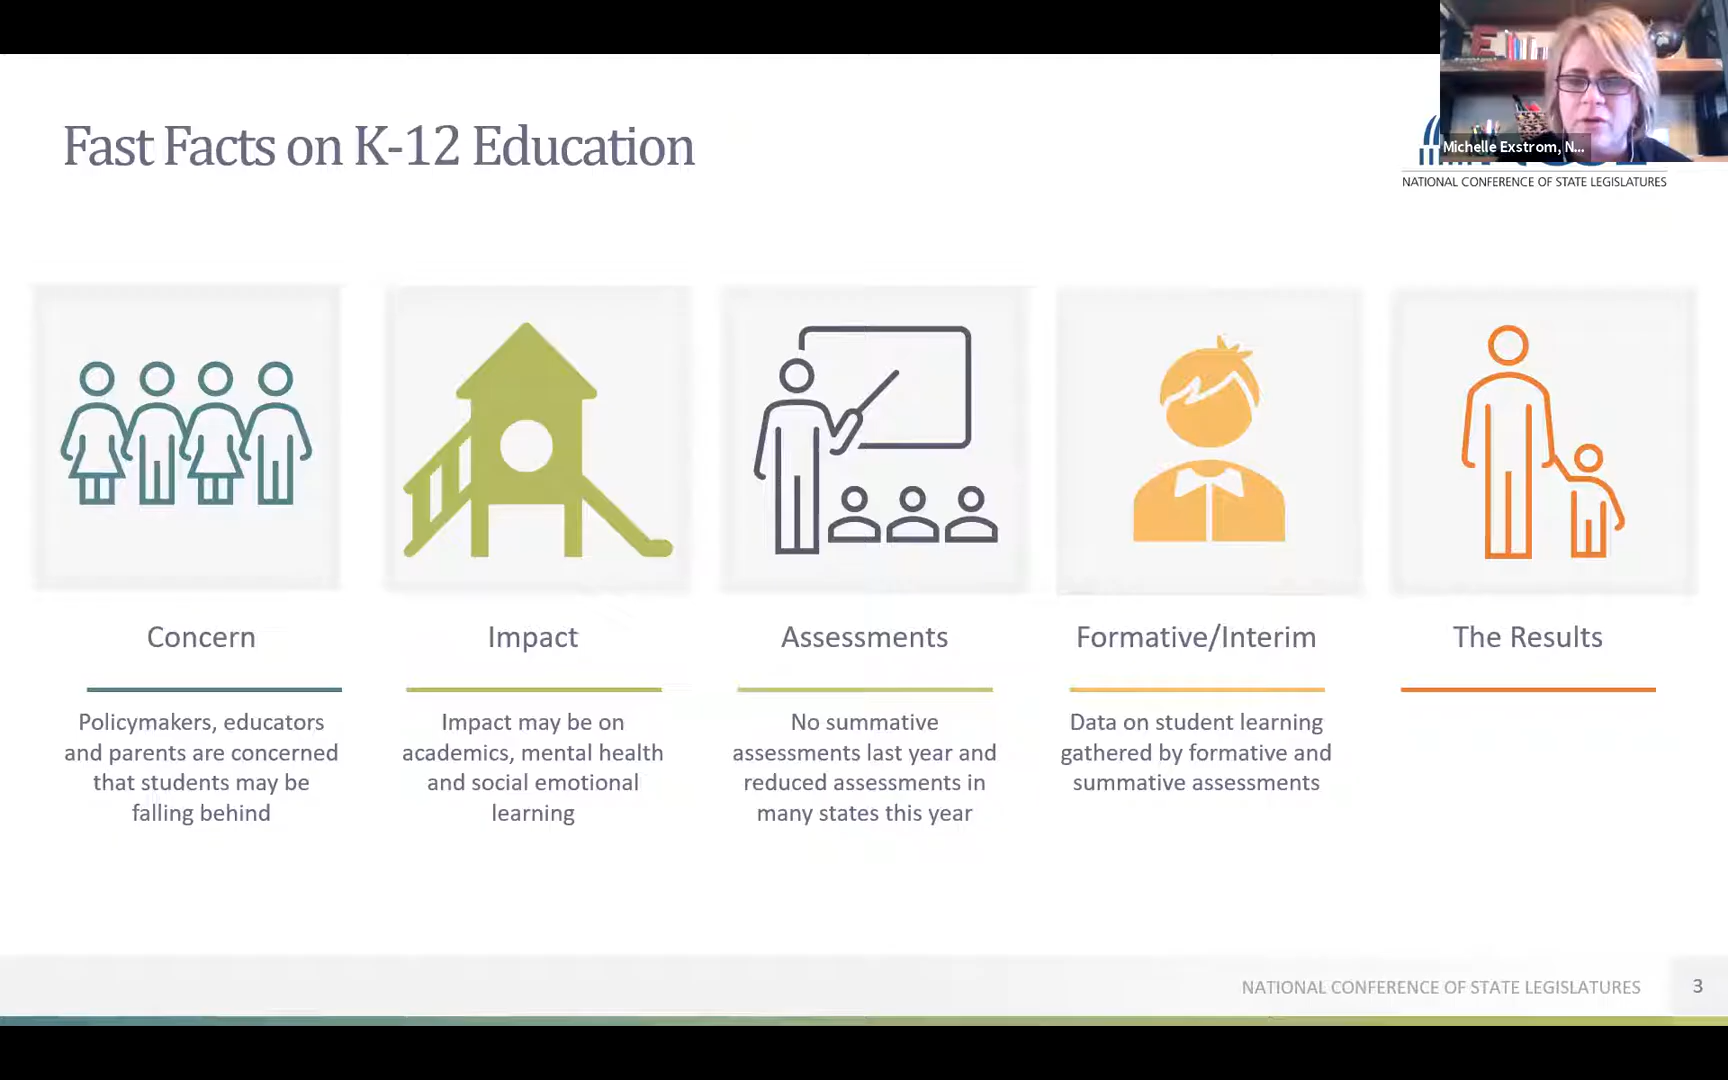 Fast Facts on K-12 Education
E
Michelle Exstrom, N...
NATIONAL CONFERENCE OF STATE LEGISLATURES
Concern
Policymakers, educators
and parents are concerned
that students may be
falling behind
Impact
Impact may be on
academics, mental health
and social emotional
learning
Assessments
No summative
assessments last year and
reduced assessments in
many states this year
Formative/Interim
Data on student learning
gathered by formative and
summative assessments
The Results
NATIONAL CONFERENCE OF STATE LEGISLATURES
3